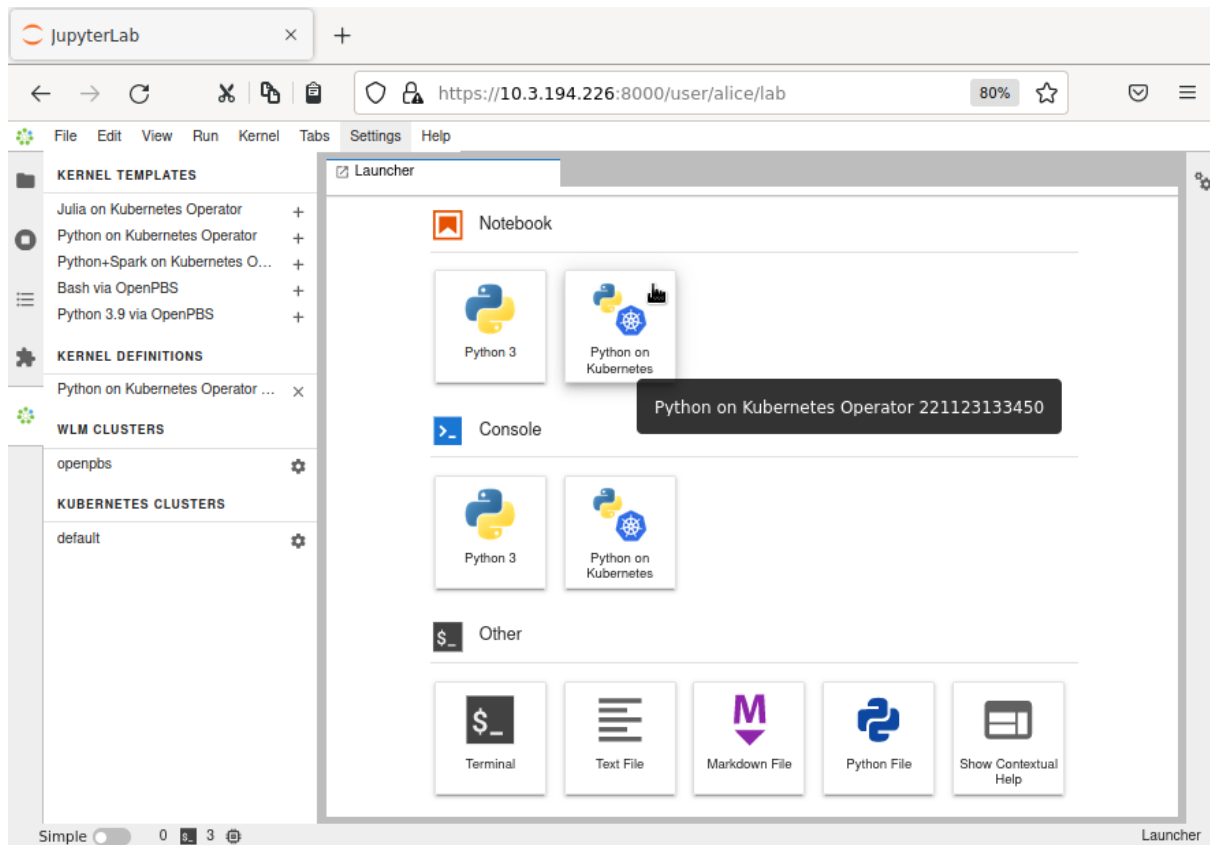 JupyterLab
https://10.3.194.226:8000/user/alice/lab
80%
File Edit View Run Kernel Tabs Settings Help
KERNEL TEMPLATES
Julia on Kubernetes Operator
Python on Kubernetes Operator
Python+Spark on Kubernetes O...
Bash via OpenPBS
Python 3.9 via OpenPBS
KERNEL DEFINITIONS
Python on Kubernetes Operator ...
WLM CLUSTERS
openpbs
KUBERNETES CLUSTERS
default
Launcher
Notebook
Python 3
Python on
Kubernetes
Python on Kubernetes Operator 221123133450
Console
Python 3
Python on
Kubernetes
$_ Other
$_
Terminal
Text File
M
Markdown File
Python File
Show Contextual
Help
Simple 0 $_ 3
Launcher